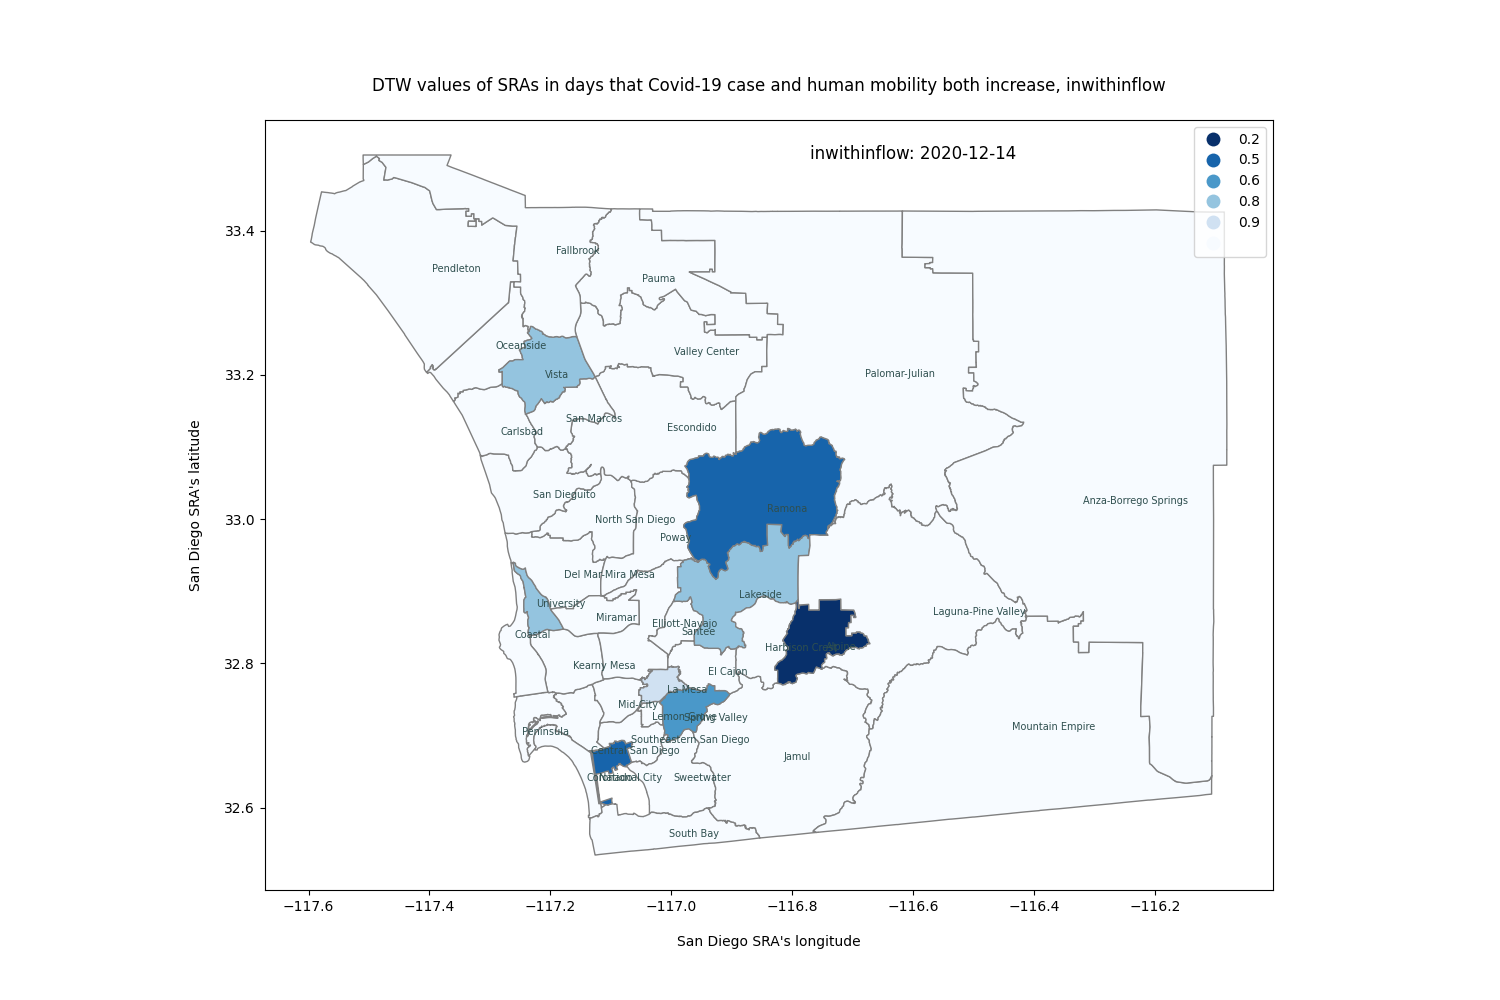 DTW values of SRAs in days that Covid-19 case and human mobility both increase, inwithinflow
inwithinflow: 2020-12-14
0.2
0.5
0.6
0.8
0.9
33.4
33.2
33.0
32.8
32.6
San Diego SRA's latitude
Fallbrook
Pendleton
Pauma
Oceanside
Valley Center
Vista
Palomar-Julian
San Marcos
Carlsbad
Escondido
San Dieguito
Anza-Borrego Springs
Ramona
North San Diego
Poway
Del Mar-Mira Mesa
Lakeside
University
Laguna-Pine Valley
Miramar
Elliott-Navajo
Santee
Coastal
Harbison Crest
Kearny Mesa
El Cajon
La Mesa
Mid-City
Lemon Grove
Spring Valley
Mountain Empire
Peninsula
Southeastern San Diego
Central San Diego
Jamul
Coronado
National City
Sweetwater
South Bay
−117.6
−117.4
−117.2
−117.0
−116.8
−116.6
−116.4
−116.2
San Diego SRA's longitude